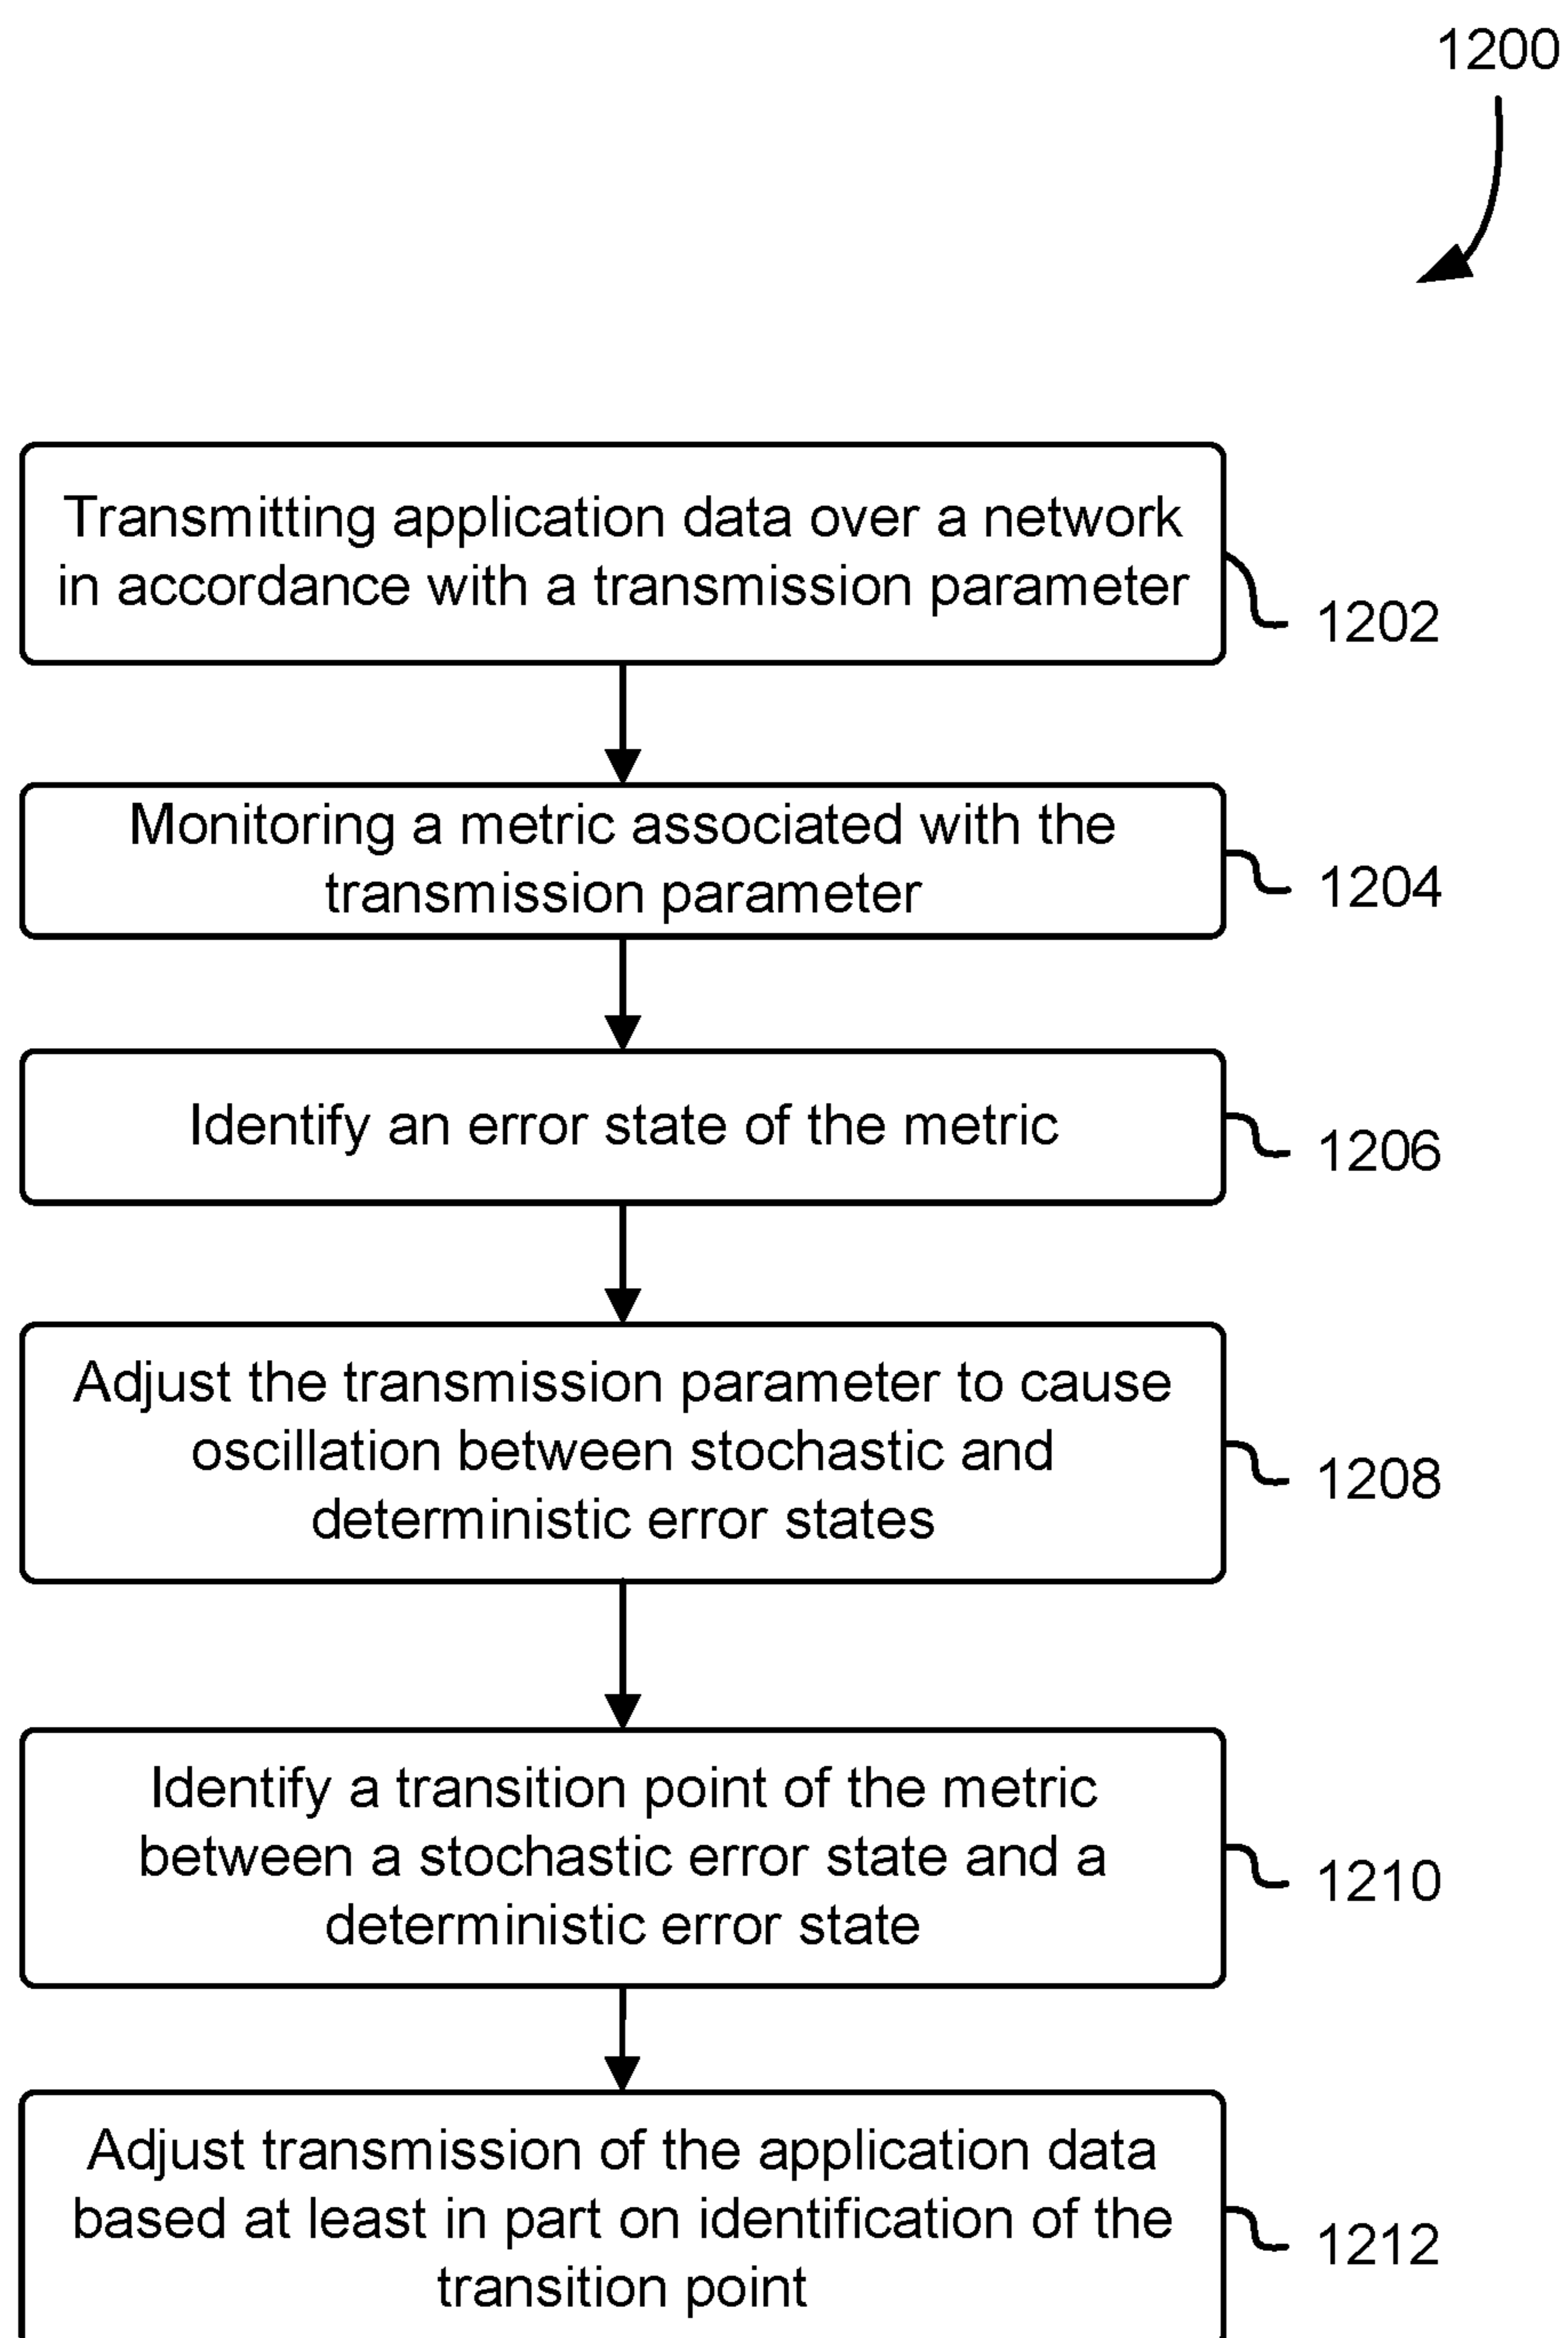 1200
Transmitting application data over a network
in accordance with a transmission parameter
1202
Monitoring a metric associated with the
transmission parameter
1204
Identify an error state of the metric
1206
Adjust the transmission parameter to cause
oscillation between stochastic and
deterministic error states
1208
Identify a transition point of the metric
between a stochastic error state and a
deterministic error state
1210
Adjust transmission of the application data
based at least in part on identification of the
transition point
1212